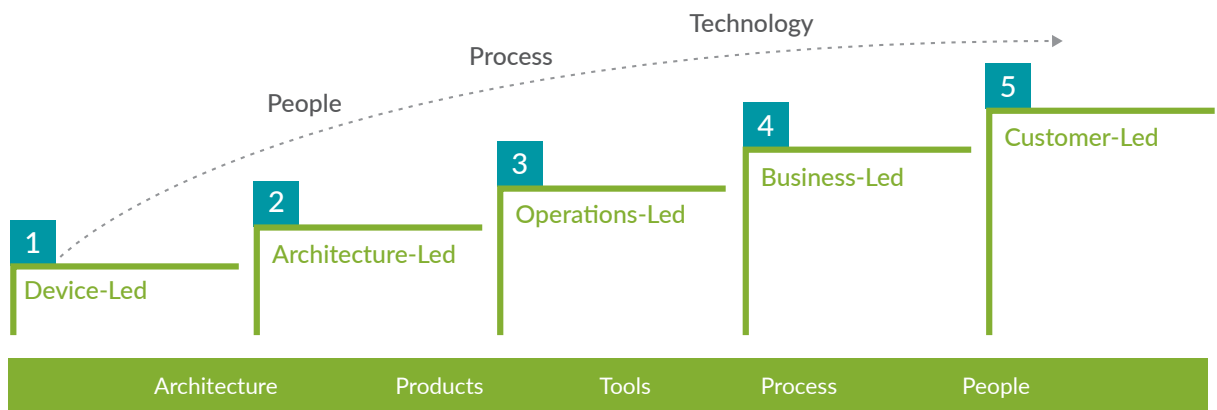 Technology
Process
People
5
Customer-Led
4
Business-Led
3
Operations-Led
2
Architecture-Led
1
Device-Led
Architecture Products Tools Process People